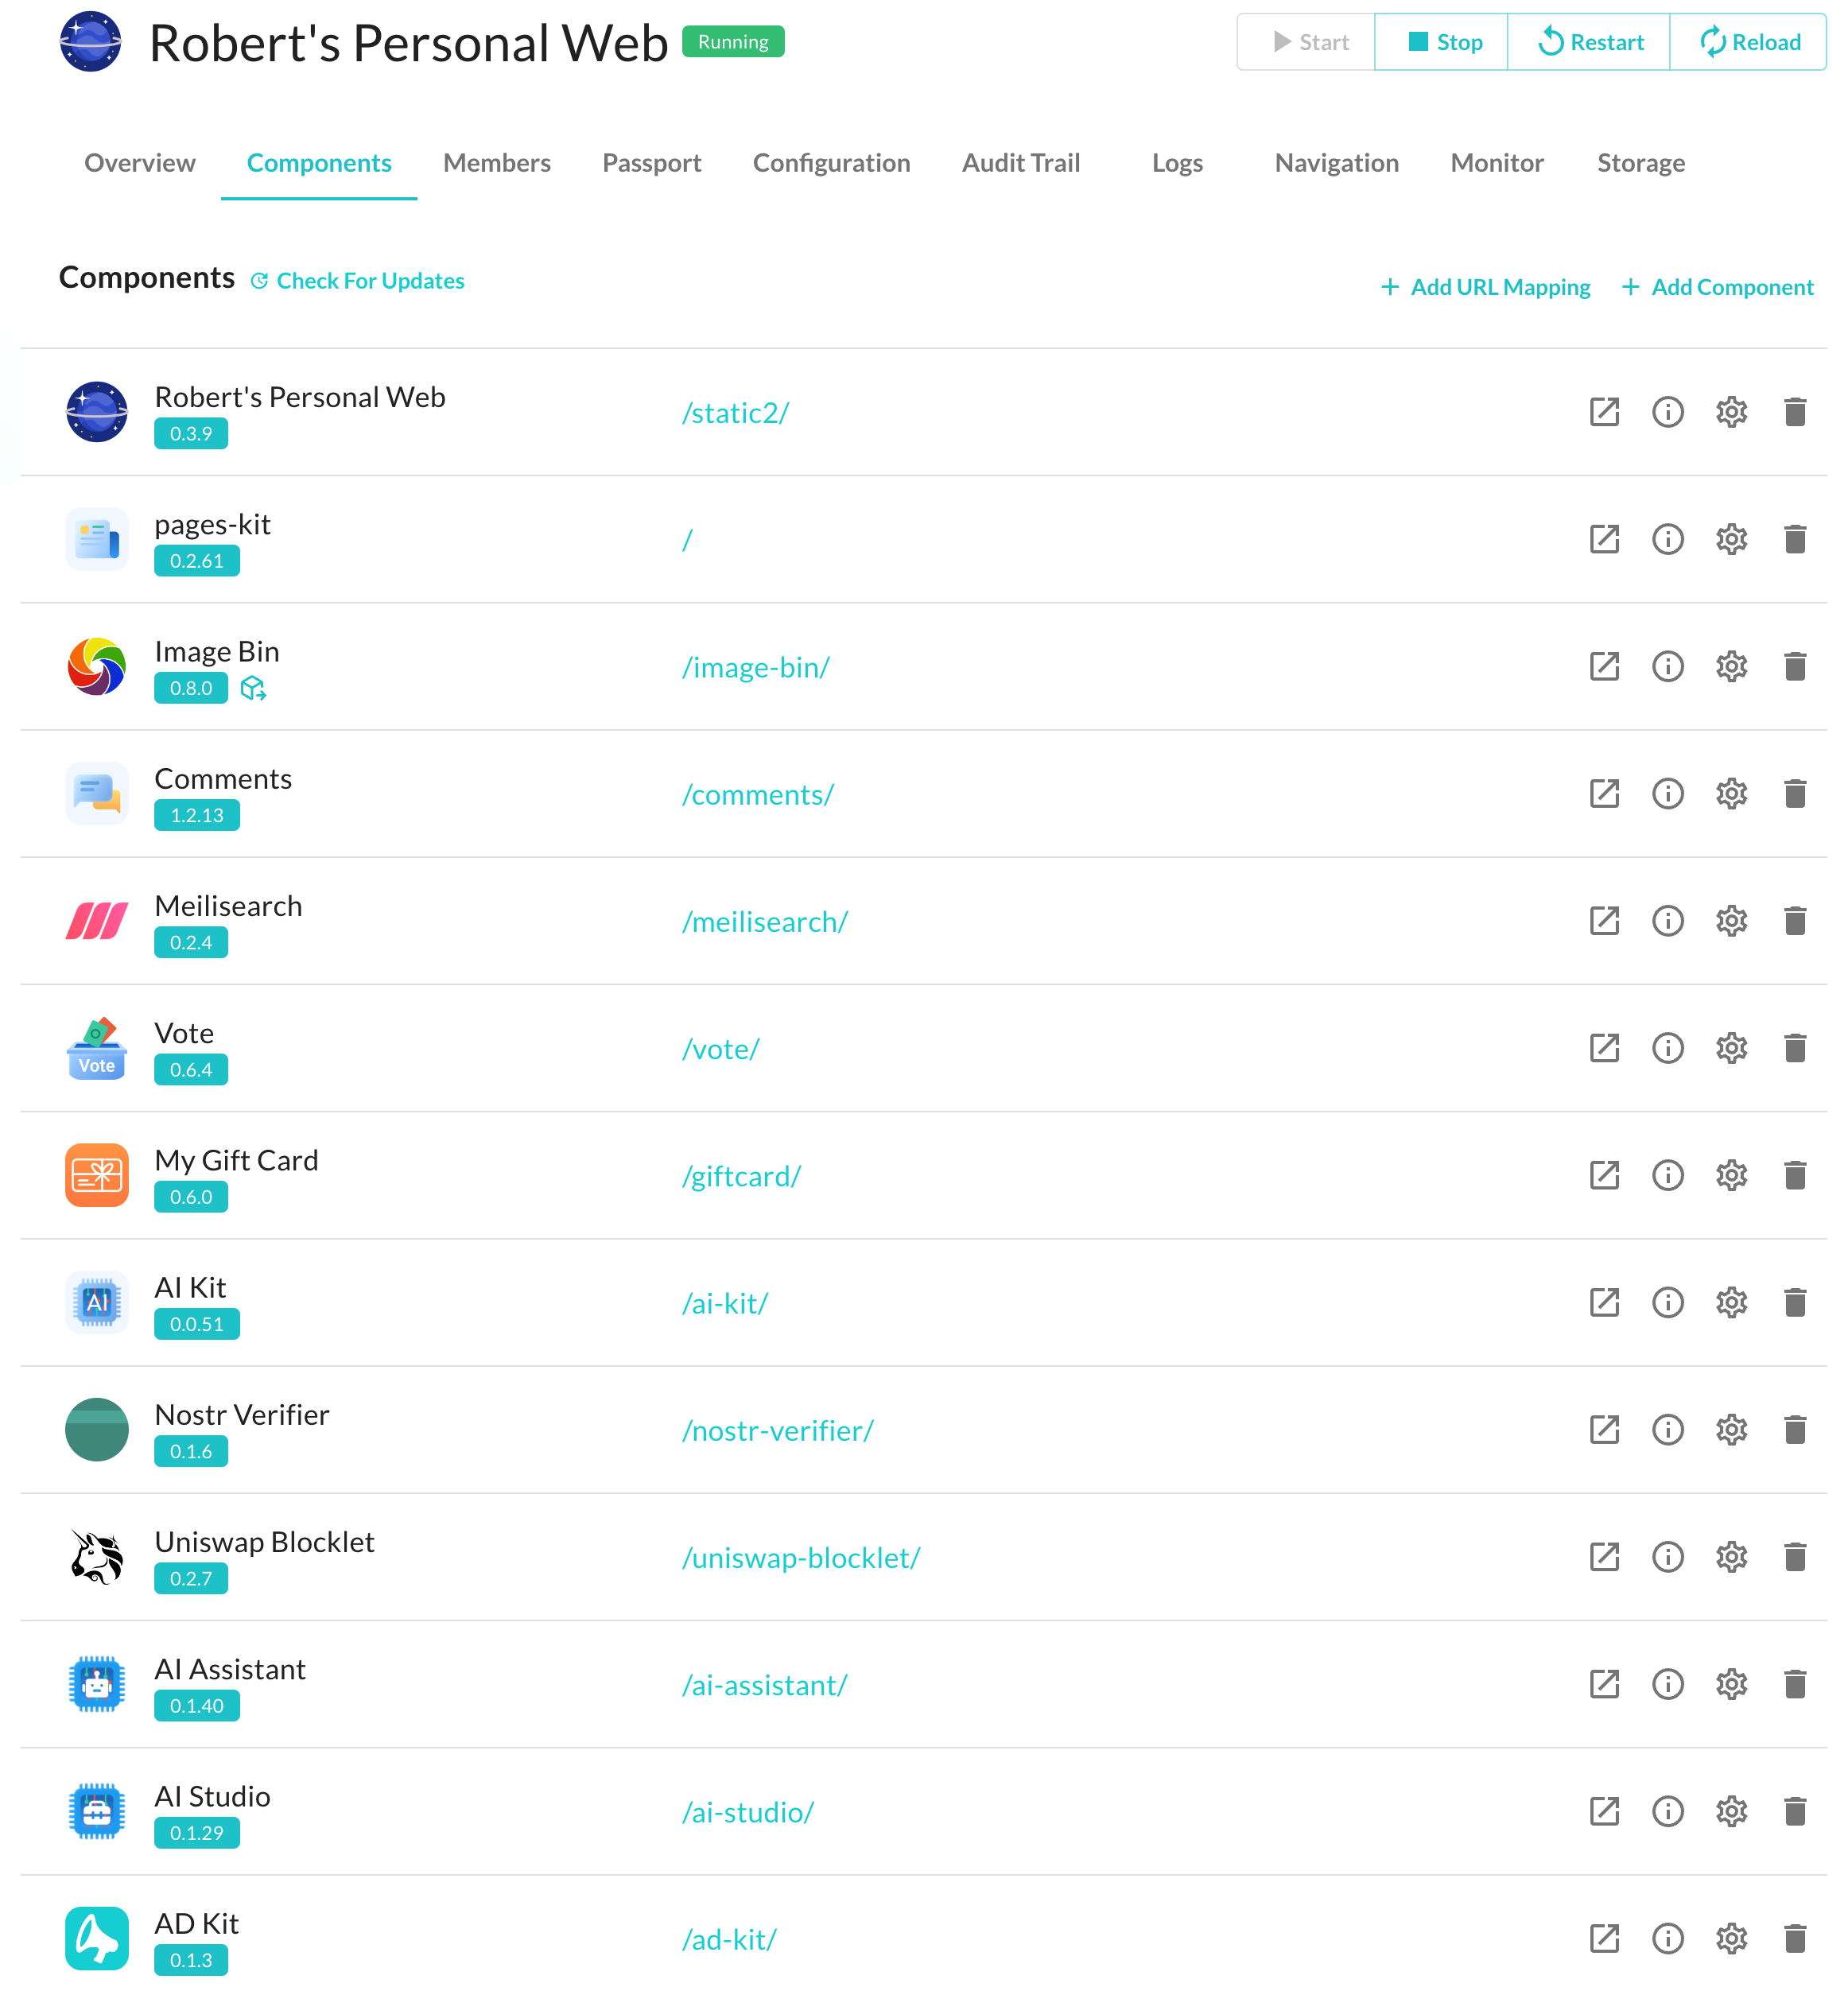 Robert's Personal Web Running Start Stop Restart Reload
Overview Components Members Passport Configuration Audit Trail Logs Navigation Monitor Storage
Components Check For Updates + Add URL Mapping + Add Component
Robert's Personal Web
0.3.9
/static2/
pages-kit
0.2.61
/
Image Bin
0.8.0
/image-bin/
Comments
1.2.13
/comments/
Meilisearch
0.2.4
/meilisearch/
Vote
Vote
0.6.4
/vote/
My Gift Card
0.6.0
/giftcard/
AI
AI Kit
0.0.51
/ai-kit/
Nostr Verifier
0.1.6
/nostr-verifier/
Uniswap Blocklet
0.2.7
/uniswap-blocklet/
AI Assistant
0.1.40
/ai-assistant/
AI Studio
0.1.29
/ai-studio/
AD Kit
0.1.3
/ad-kit/